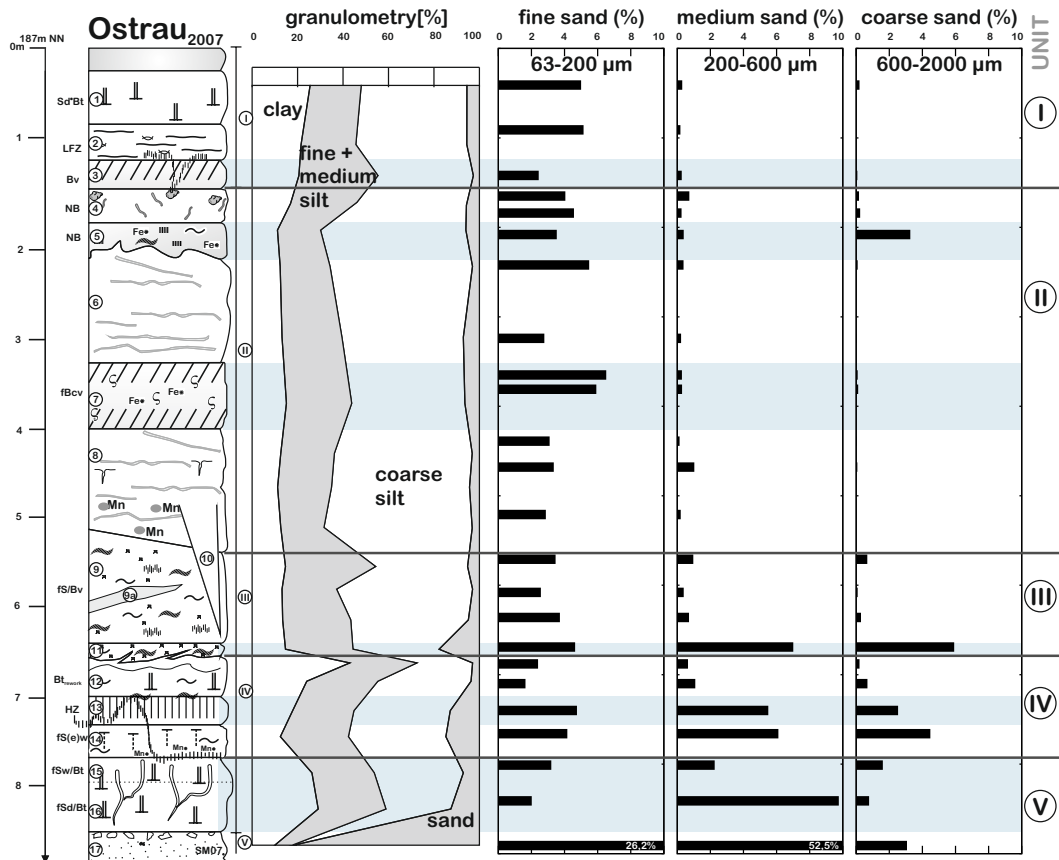 Ostrau 2007
187m NN
granulometry[%]
fine sand (%)
medium sand (%)
coarse sand (%)
UNIT
0 20 40 60 80 100
0 2 4 6 8 10
0 2 4 6 8 10
0 2 4 6 8 10
63-200 µm
200-600 µm
600-2000 µm
0m
1
2
3
4
5
6
7
8
Sd"Bt
LFZ
Bv
NB
NB
fBcv
fS/Bv
Bt rework
HZ
fS(e)w
fSw/Bt
fSd/Bt
1
2
3
4
5
Fe•
Fe•
6
7
Fe•
Fe•
8
Mn
Mn
Mn
9
10
9a
11
12
13
14
Mn•
Mn•
15
16
17
SMD7
I
II
III
IV
V
clay
fine +
medium
silt
coarse
silt
sand
26,2%
52,5%
I
II
III
IV
V